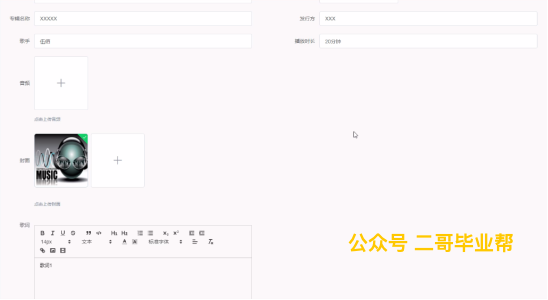 专辑名称 XXXXX 发行方 XXX
歌手 伍佰 播放时长 20分钟
音频
点击上传音频
封面
MUSIC
点击上传封面
歌词
B I U S H1 H2 X2 X2
14px 文本 A 标准字体
歌词1
公众号 二哥毕业帮